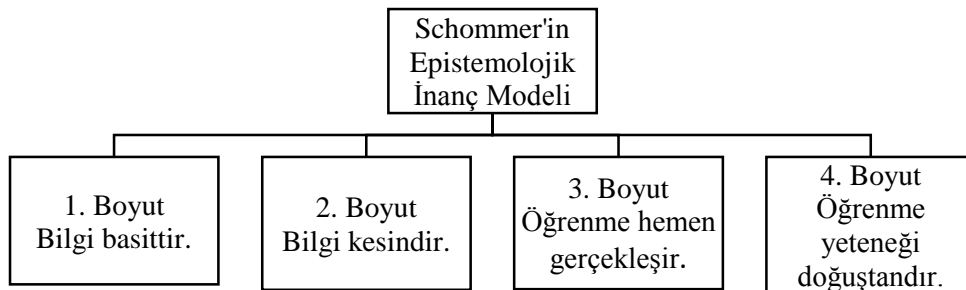 Schommer'in
Epistemolojik
İnanç Modeli
1. Boyut
Bilgi basittir.
2. Boyut
Bilgi kesindir.
3. Boyut
Öğrenme hemen
gerçekleşir.
4. Boyut
Öğrenme
yeteneği
doğuştandır.